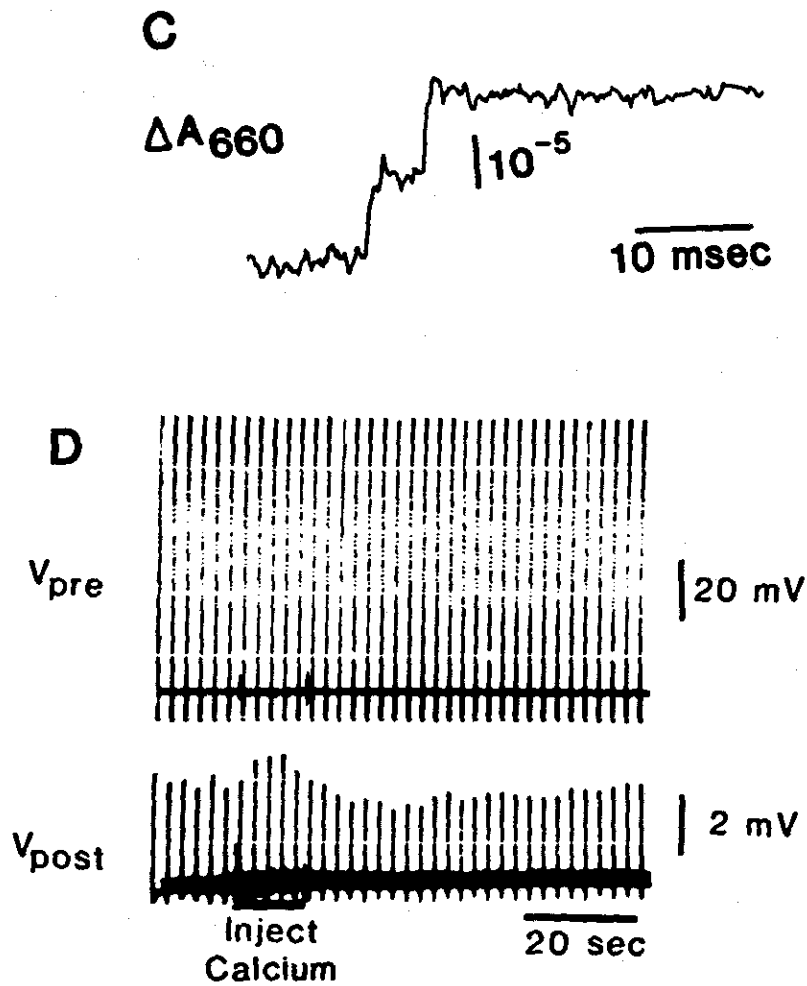 C
ΔA660
10⁻⁵
10 msec
D
Vpre
20 mV
Vpost
2 mV
Inject
Calcium
20 sec